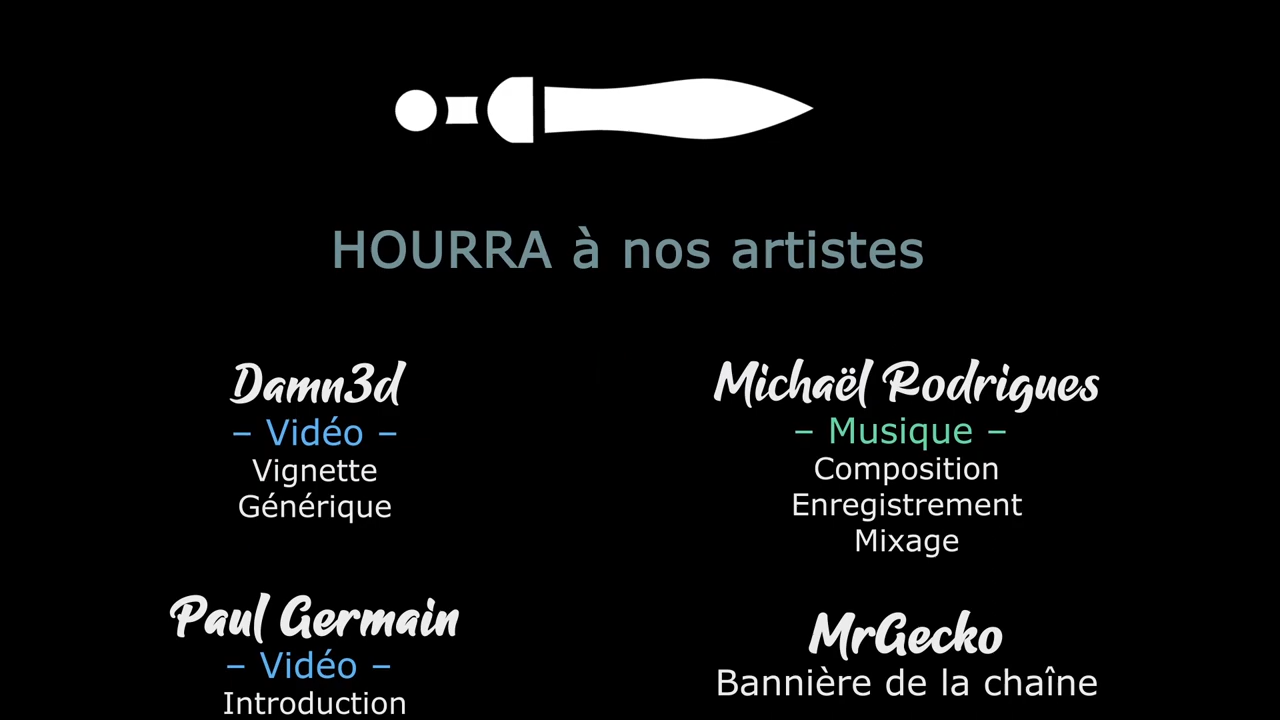 HOURRA à nos artistes
Damn3d
– Vidéo –
Vignette
Générique
Michaël Rodrigues
– Musique –
Composition
Enregistrement
Mixage
Paul Germain
– Vidéo –
Introduction
MrGecko
Bannière de la chaîne